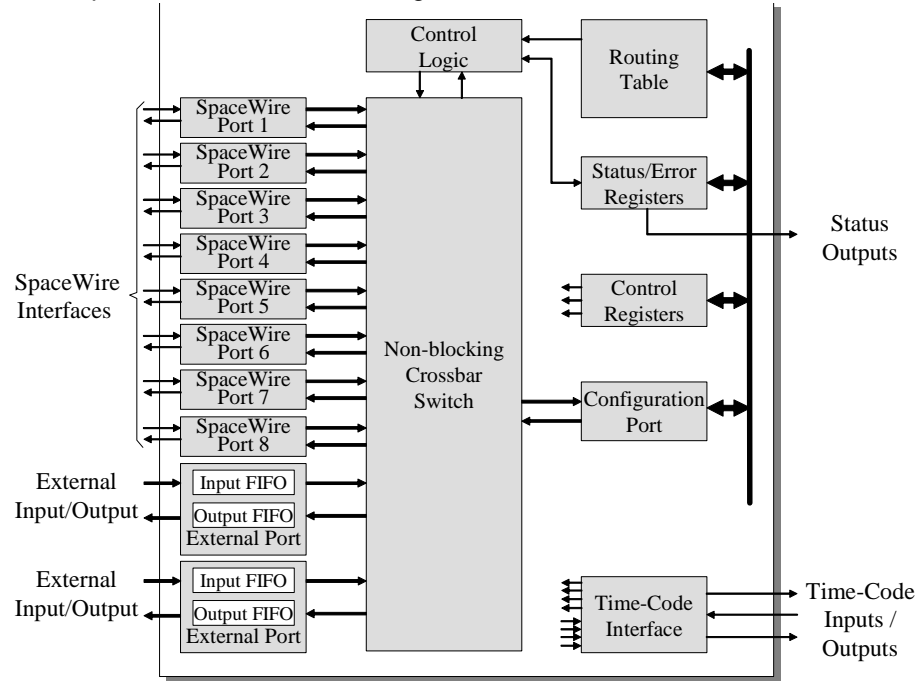 Control
Logic
Routing
Table
SpaceWire
Port 1
SpaceWire
Port 2
SpaceWire
Port 3
SpaceWire
Port 4
SpaceWire
Port 5
SpaceWire
Port 6
SpaceWire
Port 7
SpaceWire
Port 8
SpaceWire
Interfaces
Status/Error
Registers
Status
Outputs
Control
Registers
Non-blocking
Crossbar
Switch
Configuration
Port
External
Input/Output
Input FIFO
Output FIFO
External Port
External
Input/Output
Input FIFO
Output FIFO
External Port
Time-Code
Interface
Time-Code
Inputs /
Outputs